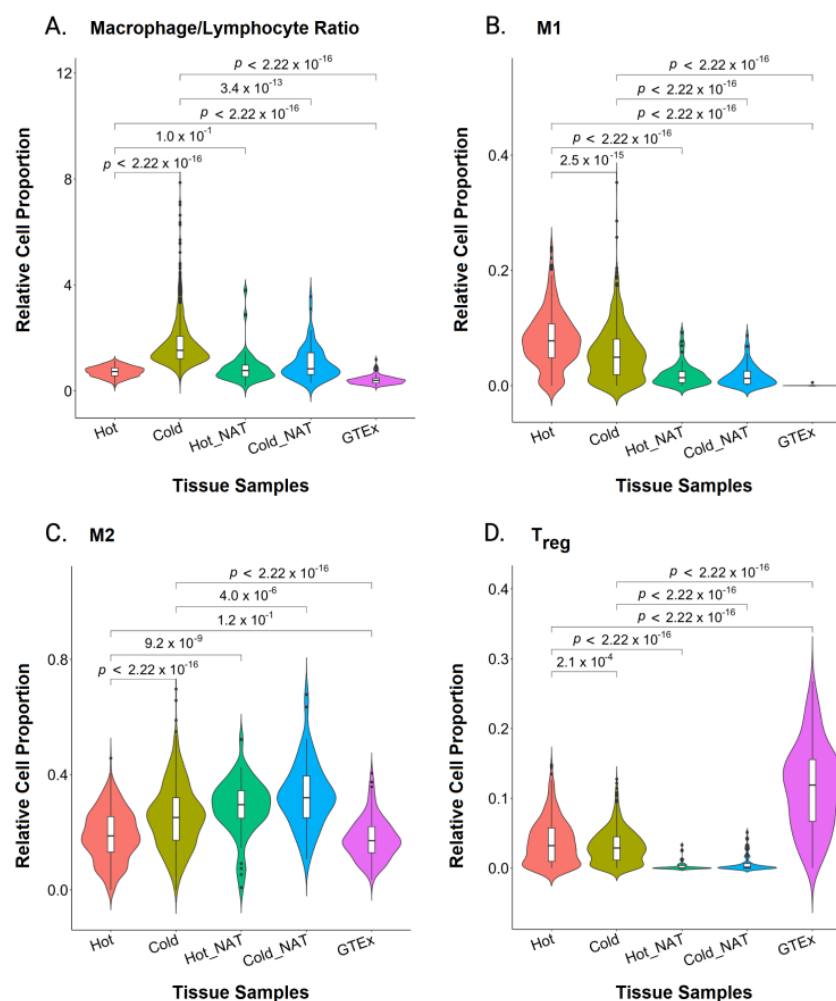 A. Macrophage/Lymphocyte Ratio
p < 2.22 x 10-16
3.4 x 10-13
p < 2.22 x 10-16
1.0 x 10-1
p < 2.22 x 10-16
12
8
4
0
Relative Cell Proportion
Hot
Cold
Hot_NAT
Cold_NAT
GTEx
Tissue Samples
B. M1
p < 2.22 x 10-16
p < 2.22 x 10-16
p < 2.22 x 10-16
p < 2.22 x 10-16
2.5 x 10-15
0.4
0.2
0.0
Relative Cell Proportion
Hot
Cold
Hot_NAT
Cold_NAT
GTEx
Tissue Samples
C. M2
p < 2.22 x 10-16
4.0 x 10-6
1.2 x 10-1
9.2 x 10-9
p < 2.22 x 10-16
0.8
0.4
0.0
Relative Cell Proportion
Hot
Cold
Hot_NAT
Cold_NAT
GTEx
Tissue Samples
D. Treg
p < 2.22 x 10-16
p < 2.22 x 10-16
p < 2.22 x 10-16
p < 2.22 x 10-16
2.1 x 10-4
0.4
0.3
0.2
0.1
0.0
Relative Cell Proportion
Hot
Cold
Hot_NAT
Cold_NAT
GTEx
Tissue Samples